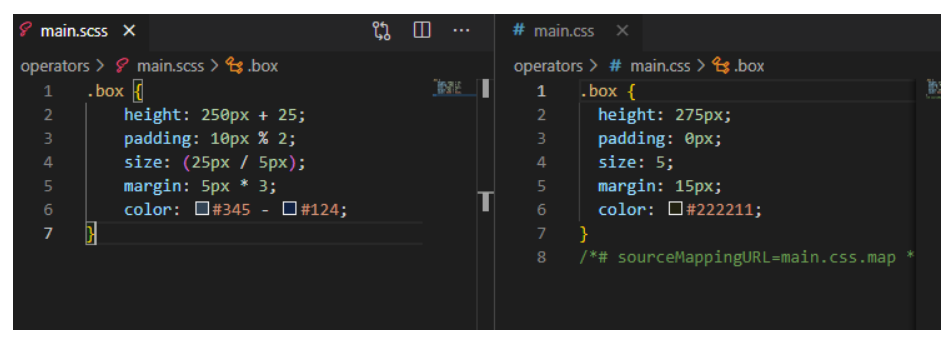 main.scss ×
operators > main.scss > .box
1 .box {
2 height: 250px + 25;
3 padding: 10px % 2;
4 size: (25px / 5px);
5 margin: 5px * 3;
6 color: #345 - #124;
7 }
# main.css ×
operators > # main.css > .box
1 .box {
2 height: 275px;
3 padding: 0px;
4 size: 5;
5 margin: 15px;
6 color: #222211;
7 }
8 /*# sourceMappingURL=main.css.map *